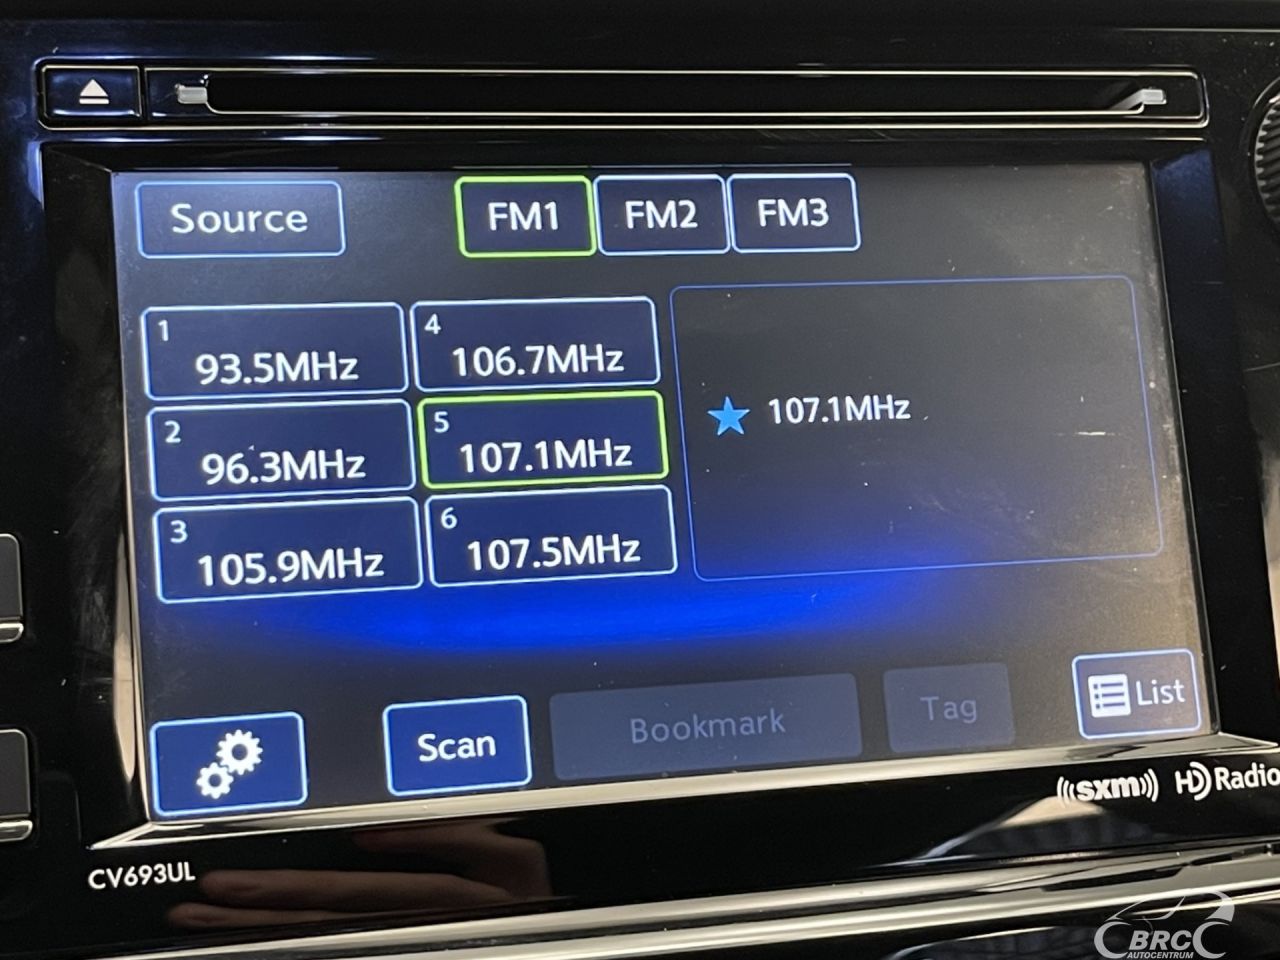 Source
FM1 FM2 FM3
1
93.5MHz
4
106.7MHz
2
96.3MHz
5
107.1MHz
3
105.9MHz
6
107.5MHz
107.1MHz
Scan
Bookmark
Tag
List
((sxm))
HD Radio
CV693UL
BRC
AUTOCENTRUM